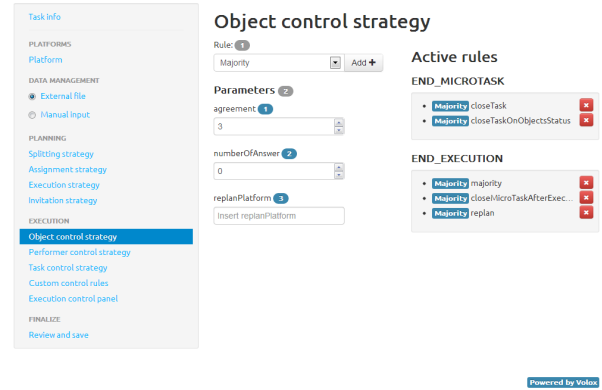 Task info
PLATFORMS
Platform
DATA MANAGEMENT
External file
Manual input
PLANNING
Splitting strategy
Assignment strategy
Execution strategy
Invitation strategy
EXECUTION
Object control strategy
Performer control strategy
Task control strategy
Custom control rules
Execution control panel
FINALIZE
Review and save
Object control strategy
Rule: 1
Majority
Add +
Parameters 2
agreement 1
3
numberOfAnswer 2
0
replanPlatform 3
Insert replanPlatform
Active rules
END_MICROTASK
Majority closeTask
Majority closeTaskOnObjectsStatus
END_EXECUTION
Majority majority
Majority closeMicroTaskAfterExec...
Majority replan
Powered by Volox